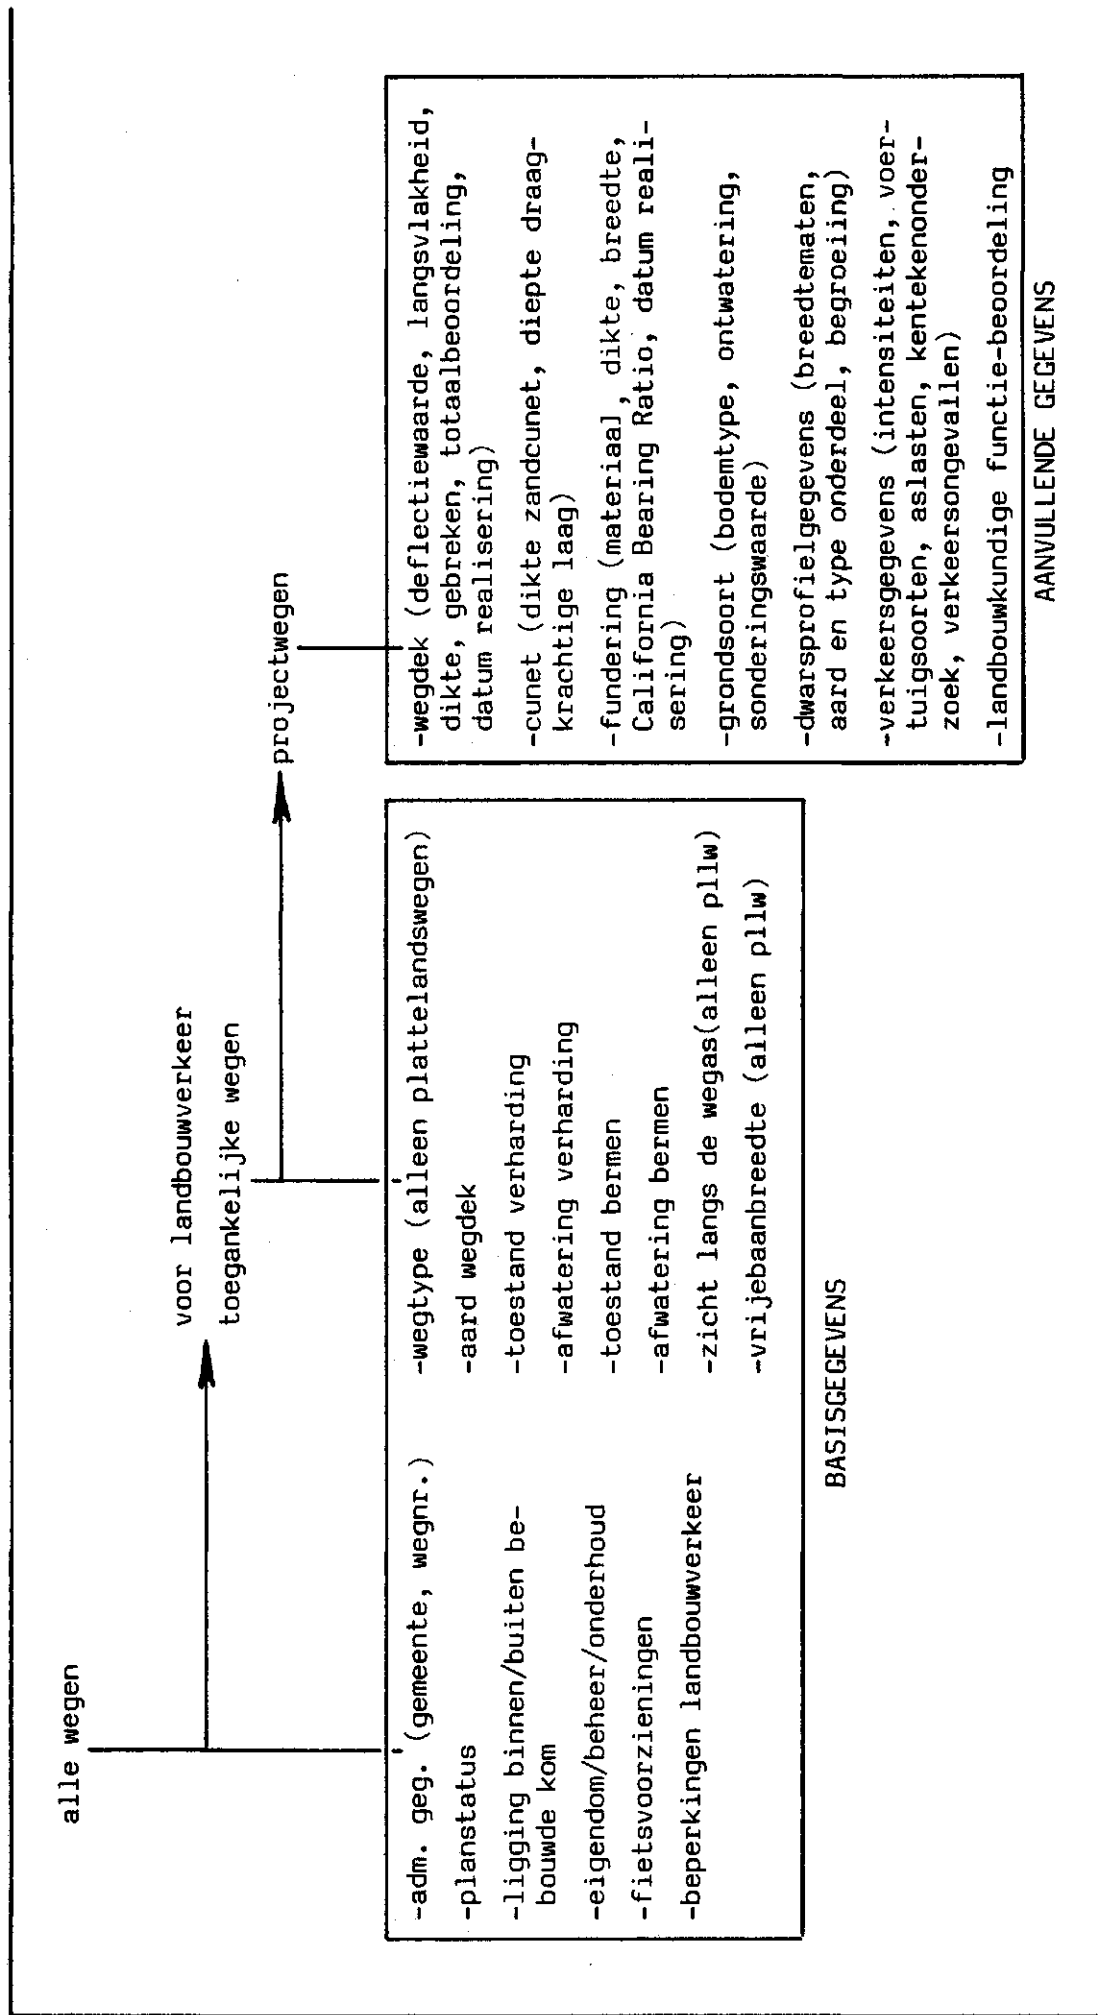 alle wegen
voor landbouwverkeer
toegankelijke wegen
projectwegen
-adm. geg. (gemeente, wegnr.)
-planstatus
-ligging binnen/buiten be-
bouwde kom
-eigendom/beheer/onderhoud
-fietsvoorzieningen
-beperkingen landbouwverkeer
-wegtype (alleen plattelandswegen)
-aard wegdek
-toestand verharding
-afwatering verharding
-toestand bermen
-afwatering bermen
-zicht langs de wegas(alleen pllw)
-vrijebaanbreedte (alleen pllw)
BASISGEGEVENS
-wegdek (deflectiewaarde, langsvlakheid,
dikte, gebreken, totaalbeoordeling,
datum realisering)
-cunet (dikte zandcunet, diepte draag-
krachtige laag)
-fundering (materiaal, dikte, breedte,
California Bearing Ratio, datum reali-
sering)
-grondsoort (bodemtype, ontwatering,
sonderingswaarde)
-dwarsprofielgegevens (breedtematen,
aard en type onderdeel, begroeiing)
-verkeersgegevens (intensiteiten, voer-
tuigsoorten, aslasten, kentekenonder-
zoek, verkeersongevallen)
-landbouwkundige functie-beoordeling
AANVULLENDE GEGEVENS